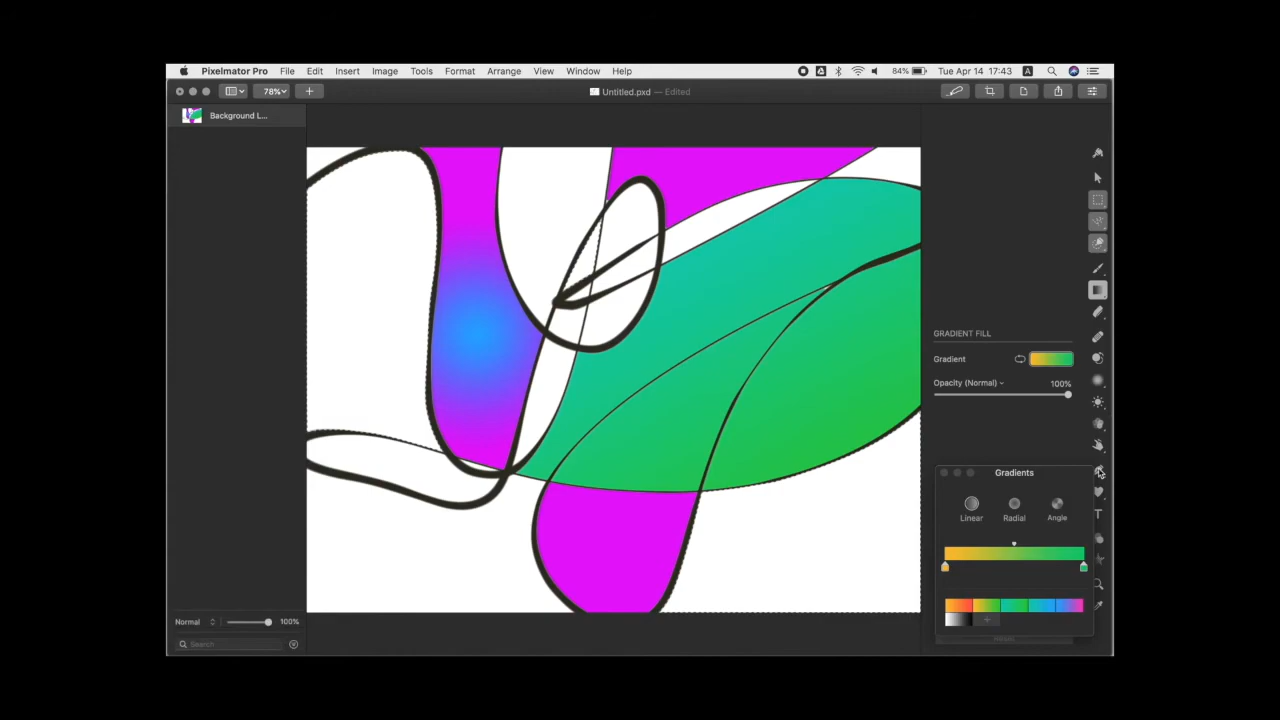 Pixelmator Pro File Edit Insert Image Tools Format Arrange View Window Help 84% Tue Apr 14 17:43 A
78% Untitled.pxd — Edited
Background L...
GRADIENT FILL
Gradient
Opacity (Normal) 100%
Gradients
Linear Radial Angle
T
Normal 100%
Search